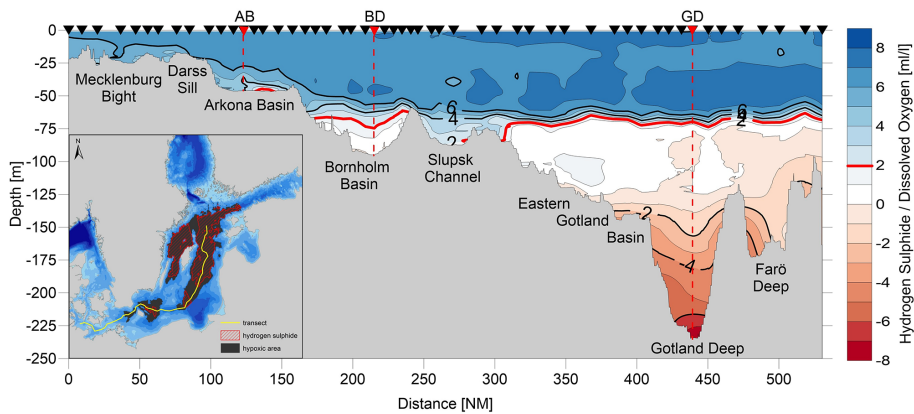 AB
BD
GD
0
-25
-50
-75
-100
-125
-150
-175
-200
-225
-250
Depth [m]
Mecklenburg
Bight
Darss
Sill
Arkona Basin
Bornholm
Basin
Slupsk
Channel
Eastern
Gotland
Basin
Farö
Deep
Gotland Deep
6
4
2
6
4
2
-2
-4
N
transect
hydrogen sulphide
hypoxic area
0
50
100
150
200
250
300
350
400
450
500
Distance [NM]
8
6
4
2
0
-2
-4
-6
-8
Hydrogen Sulphide / Dissolved Oxygen [ml/l]